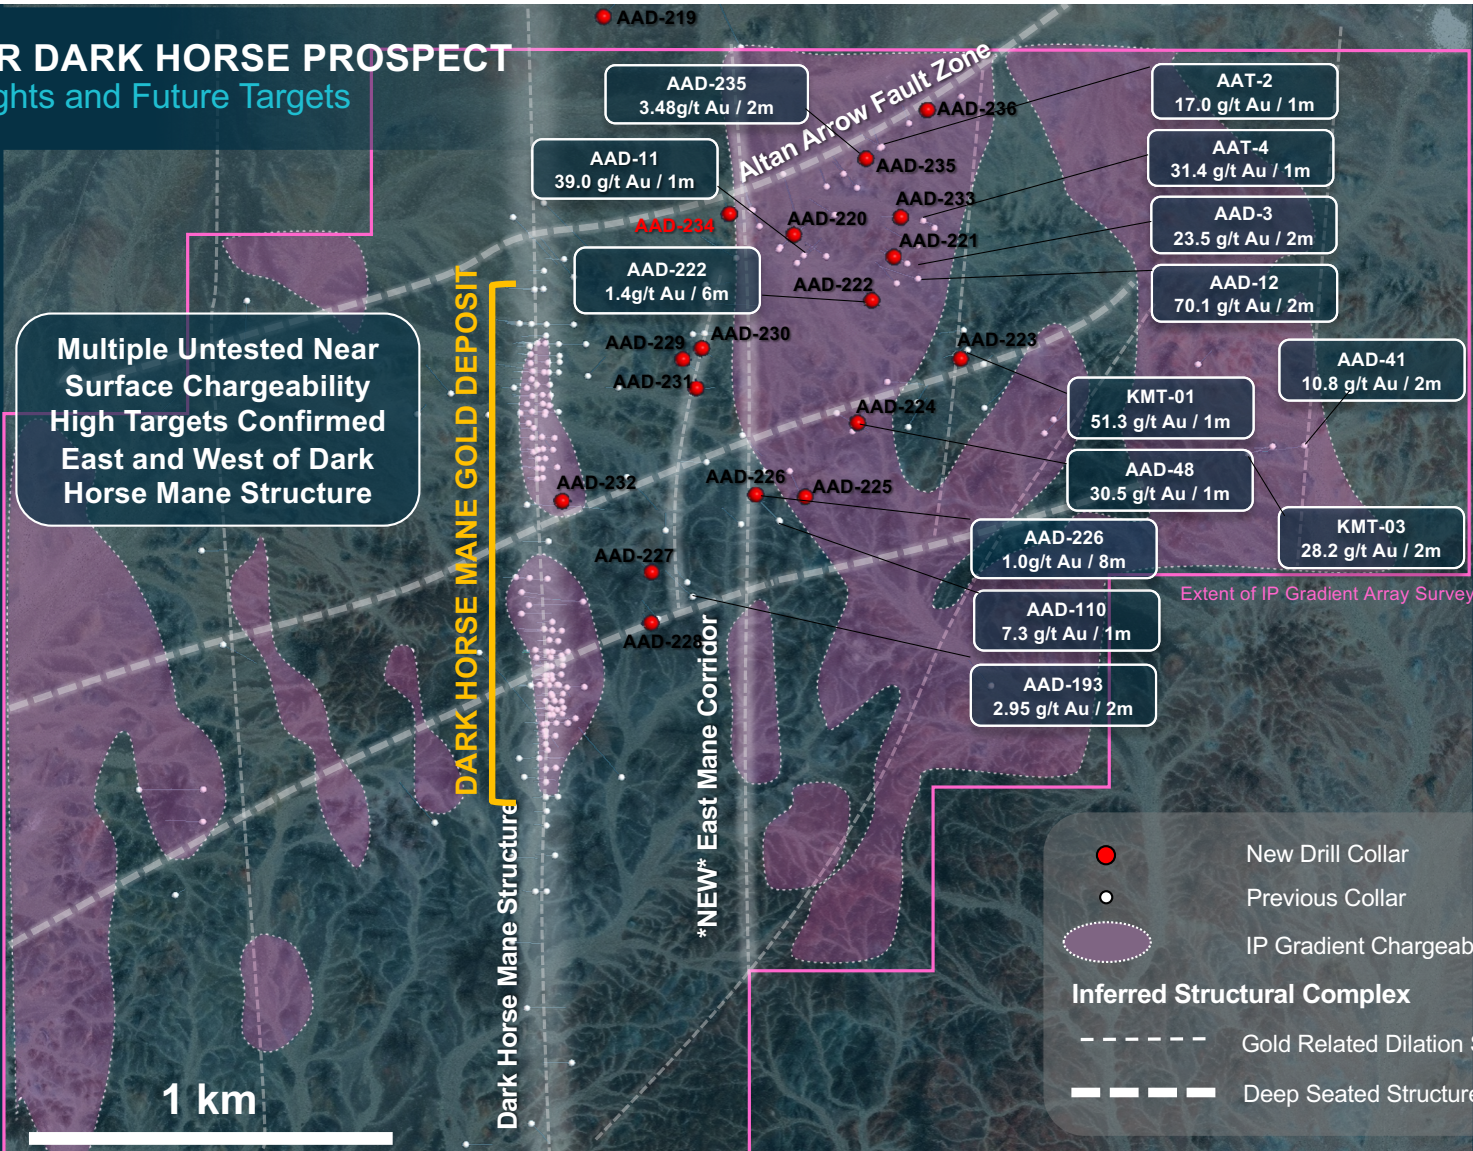 R DARK HORSE PROSPECT
ghts and Future Targets
AAD-219
AAD-235
3.48g/t Au / 2m
Altan Arrow Fault Zone
AAD-236
AAT-2
17.0 g/t Au / 1m
AAD-11
39.0 g/t Au / 1m
AAD-235
AAT-4
31.4 g/t Au / 1m
AAD-234
AAD-220
AAD-233
AAD-221
AAD-3
23.5 g/t Au / 2m
AAD-222
1.4g/t Au / 6m
AAD-222
AAD-12
70.1 g/t Au / 2m
Multiple Untested Near
Surface Chargeability
High Targets Confirmed
East and West of Dark
Horse Mane Structure
DARK HORSE MANE GOLD DEPOSIT
AAD-229
AAD-230
AAD-231
AAD-223
AAD-41
10.8 g/t Au / 2m
KMT-01
51.3 g/t Au / 1m
AAD-224
AAD-48
30.5 g/t Au / 1m
AAD-232
AAD-226
AAD-225
KMT-03
28.2 g/t Au / 2m
AAD-226
1.0g/t Au / 8m
AAD-227
Extent of IP Gradient Array Survey
AAD-110
7.3 g/t Au / 1m
AAD-228
AAD-193
2.95 g/t Au / 2m
*NEW* East Mane Corridor
Dark Horse Mane Structure
New Drill Collar
Previous Collar
IP Gradient Chargeab
Inferred Structural Complex
Gold Related Dilation S
Deep Seated Structure
1 km